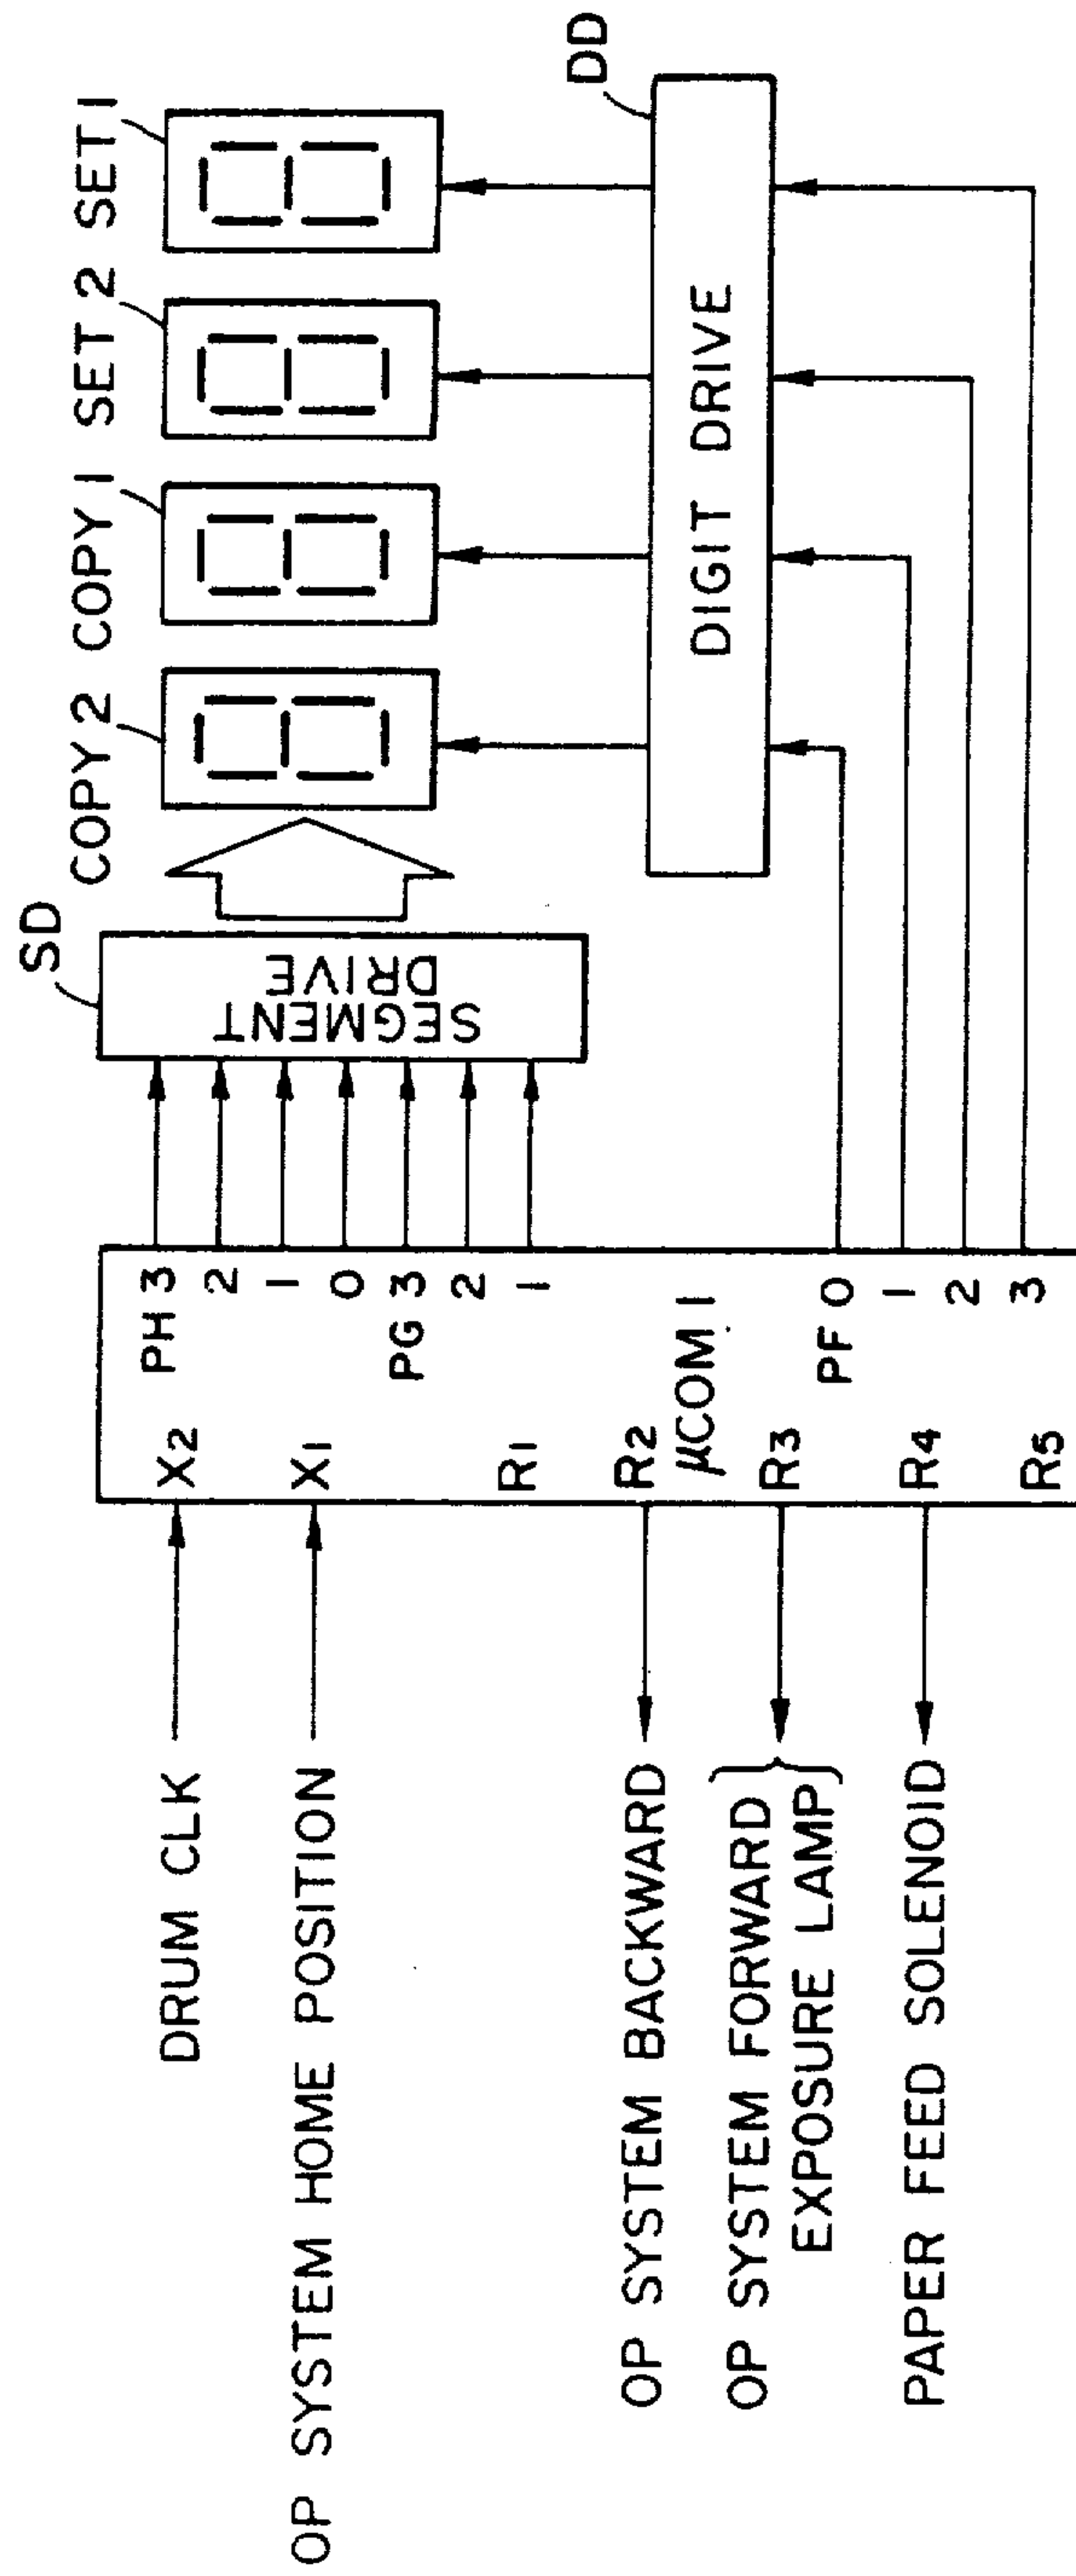 DRUM CLK
OP SYSTEM HOME POSITION
OP SYSTEM BACKWARD
OP SYSTEM FORWARD
EXPOSURE LAMP
PAPER FEED SOLENOID
X2
X1
R1
R2
R3
R4
R5
μCOM 1
PH 3
2
1
0
PG 3
2
1
PF 0
1
2
3
SD
SEGMENT
DRIVE
COPY 2
COPY 1
SET 2
SET 1
DD
DIGIT DRIVE